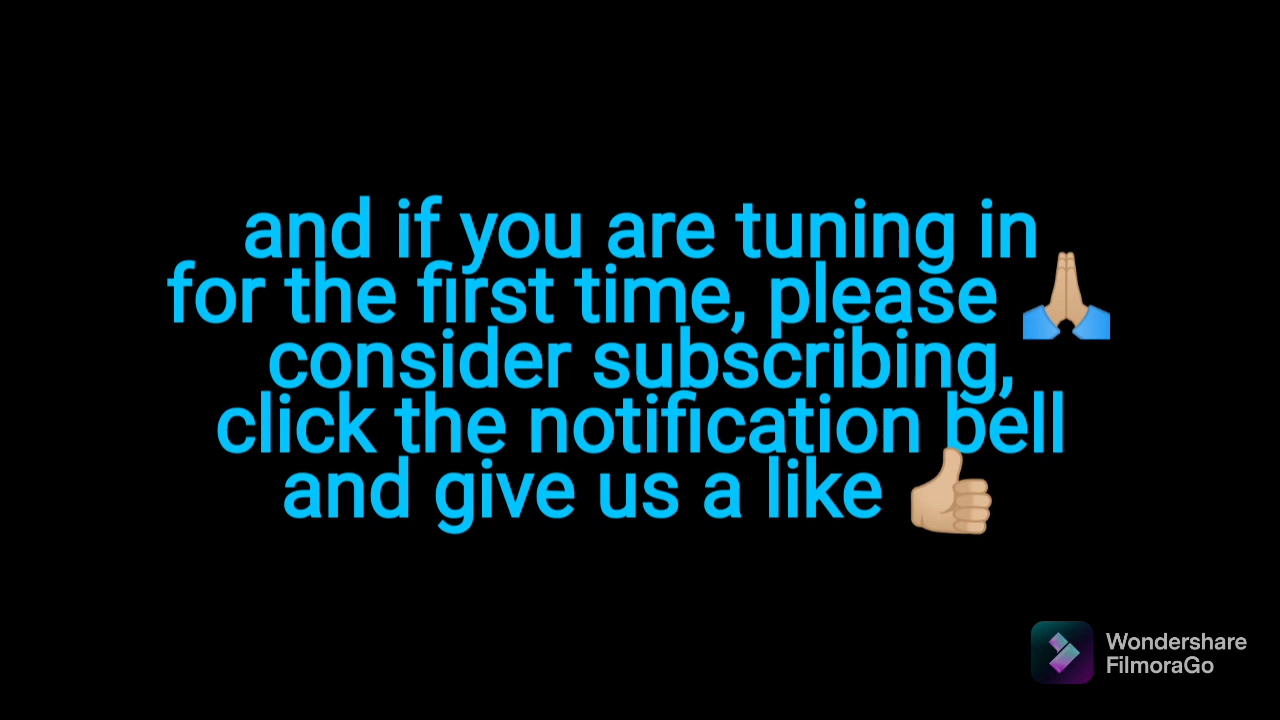 and if you are tuning in
for the first time, please 🙏🏼
consider subscribing,
click the notification bell
and give us a like 👍🏼
Wondershare
FilmoraGo